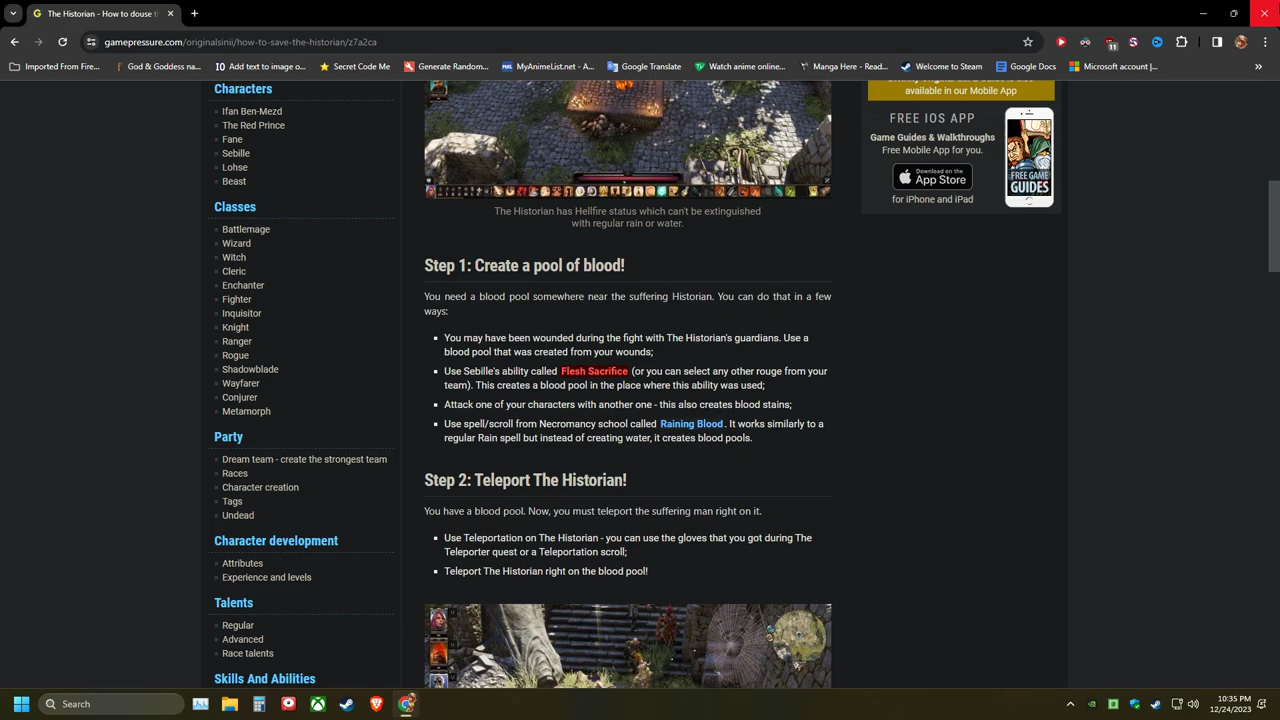 The Historian - How to douse th
gamepressure.com/originalsinii/how-to-save-the-historian/z7a2ca
11
Imported From Fire...
God & Goddess na...
Add text to image o...
Secret Code Me
Generate Random...
MAL
myanimelist.net - A...
Google Translate
Watch anime online...
Manga Here - Read...
Welcome to Steam
Google Docs
Microsoft account |...
Characters
Ifan Ben-Mezd
The Red Prince
Fane
Sebille
Lohse
Beast
Classes
Battlemage
Wizard
Witch
Cleric
Enchanter
Fighter
Inquisitor
Knight
Ranger
Rogue
Shadowblade
Wayfarer
Conjurer
Metamorph
Party
Dream team - create the strongest team
Races
Character creation
Tags
Undead
Character development
Attributes
Experience and levels
Talents
Regular
Advanced
Race talents
Skills And Abilities
The Historian has Hellfire status which can't be extinguished
with regular rain or water.
Step 1: Create a pool of blood!
You need a blood pool somewhere near the suffering Historian. You can do that in a few
ways:
You may have been wounded during the fight with The Historian's guardians. Use a
blood pool that was created from your wounds;
Use Sebille's ability called Flesh Sacrifice (or you can select any other rouge from your
team). This creates a blood pool in the place where this ability was used;
Attack one of your characters with another one - this also creates blood stains;
Use spell/scroll from Necromancy school called Raining Blood. It works similarly to a
regular Rain spell but instead of creating water, it creates blood pools.
Step 2: Teleport The Historian!
You have a blood pool. Now, you must teleport the suffering man right on it.
Use Teleportation on The Historian - you can use the gloves that you got during The
Teleporter quest or a Teleportation scroll;
Teleport The Historian right on the blood pool!
available in our Mobile App
FREE IOS APP
Game Guides & Walkthroughs
Free Mobile App for you.
Download on the
App Store
for iPhone and iPad
FREE GAME
GUIDES
Search
10:35 PM
12/24/2023